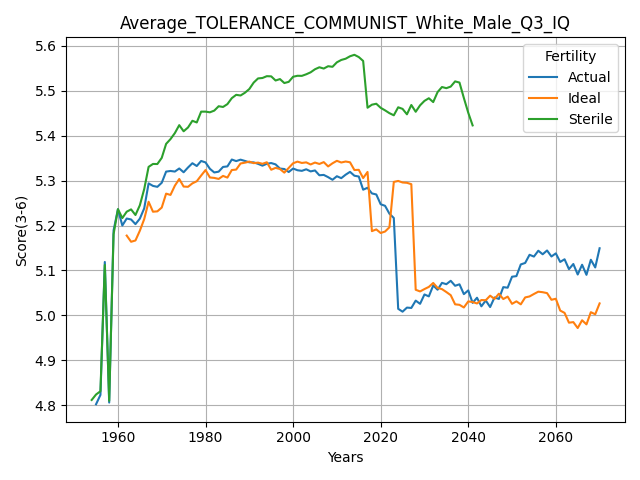 Average_TOLERANCE_COMMUNIST_White_Male_Q3_IQ
Fertility
Actual
Ideal
Sterile
Score(3-6)
5.6
5.5
5.4
5.3
5.2
5.1
5.0
4.9
4.8
1960 1980 2000 2020 2040 2060
Years